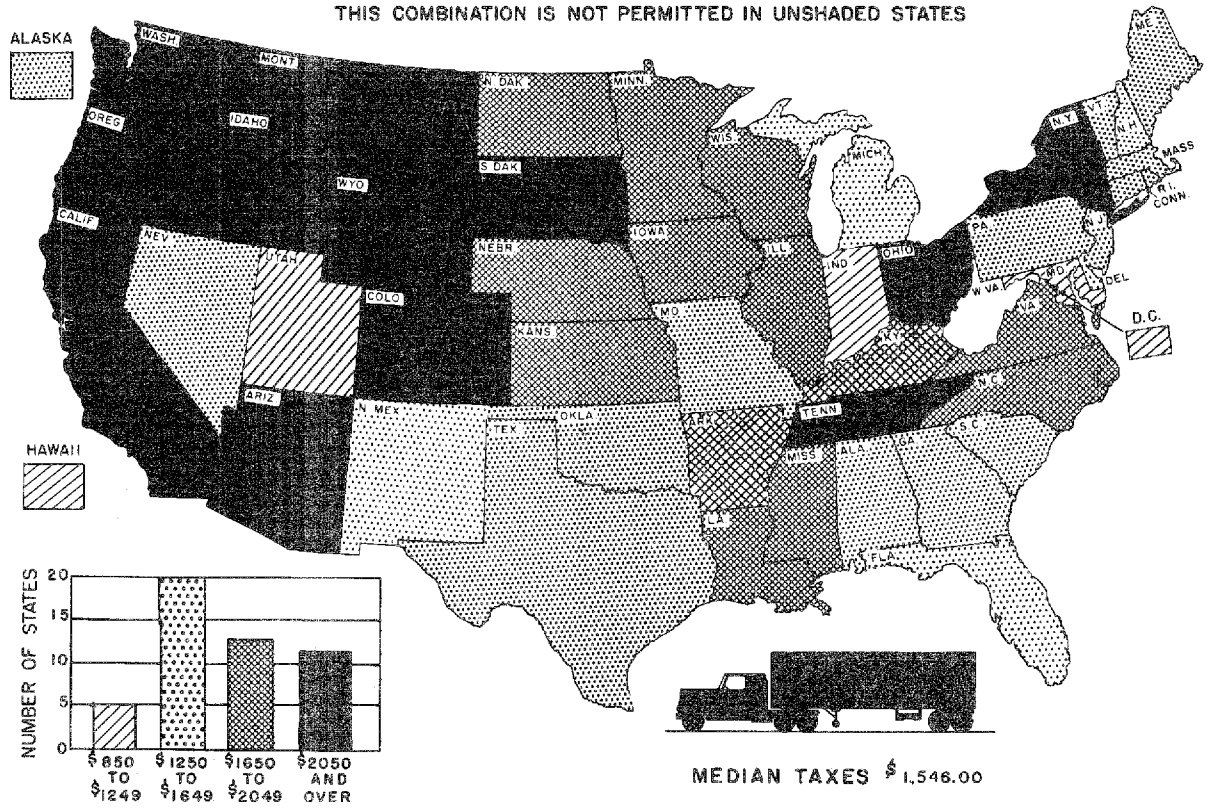 THIS COMBINATION IS NOT PERMITTED IN UNSHADED STATES
ALASKA
WASH
MONT
N. DAK
MINN.
ME
OREG
IDAHO
WIS.
N.Y.
VT
N.H.
MICH.
MASS
S DAK
WYO
R.I.
CONN.
CALIF
NEV
UTAH
NEBR
IOWA
ILL
IND
OHIO
PA
N.J.
W VA.
MD
DEL
VA
D.C.
COLO
KANS
MO
KY
ARIZ
N MEX
OKLA
TEX
ARK
TENN
N.C.
S.C.
MISS
ALA
GA
LA
FLA.
HAWAII
NUMBER OF STATES
20
15
10
5
0
$850
TO
$1249
$1250
TO
$1649
$1650
TO
$2049
$2050
AND
OVER
MEDIAN TAXES $1,546.00